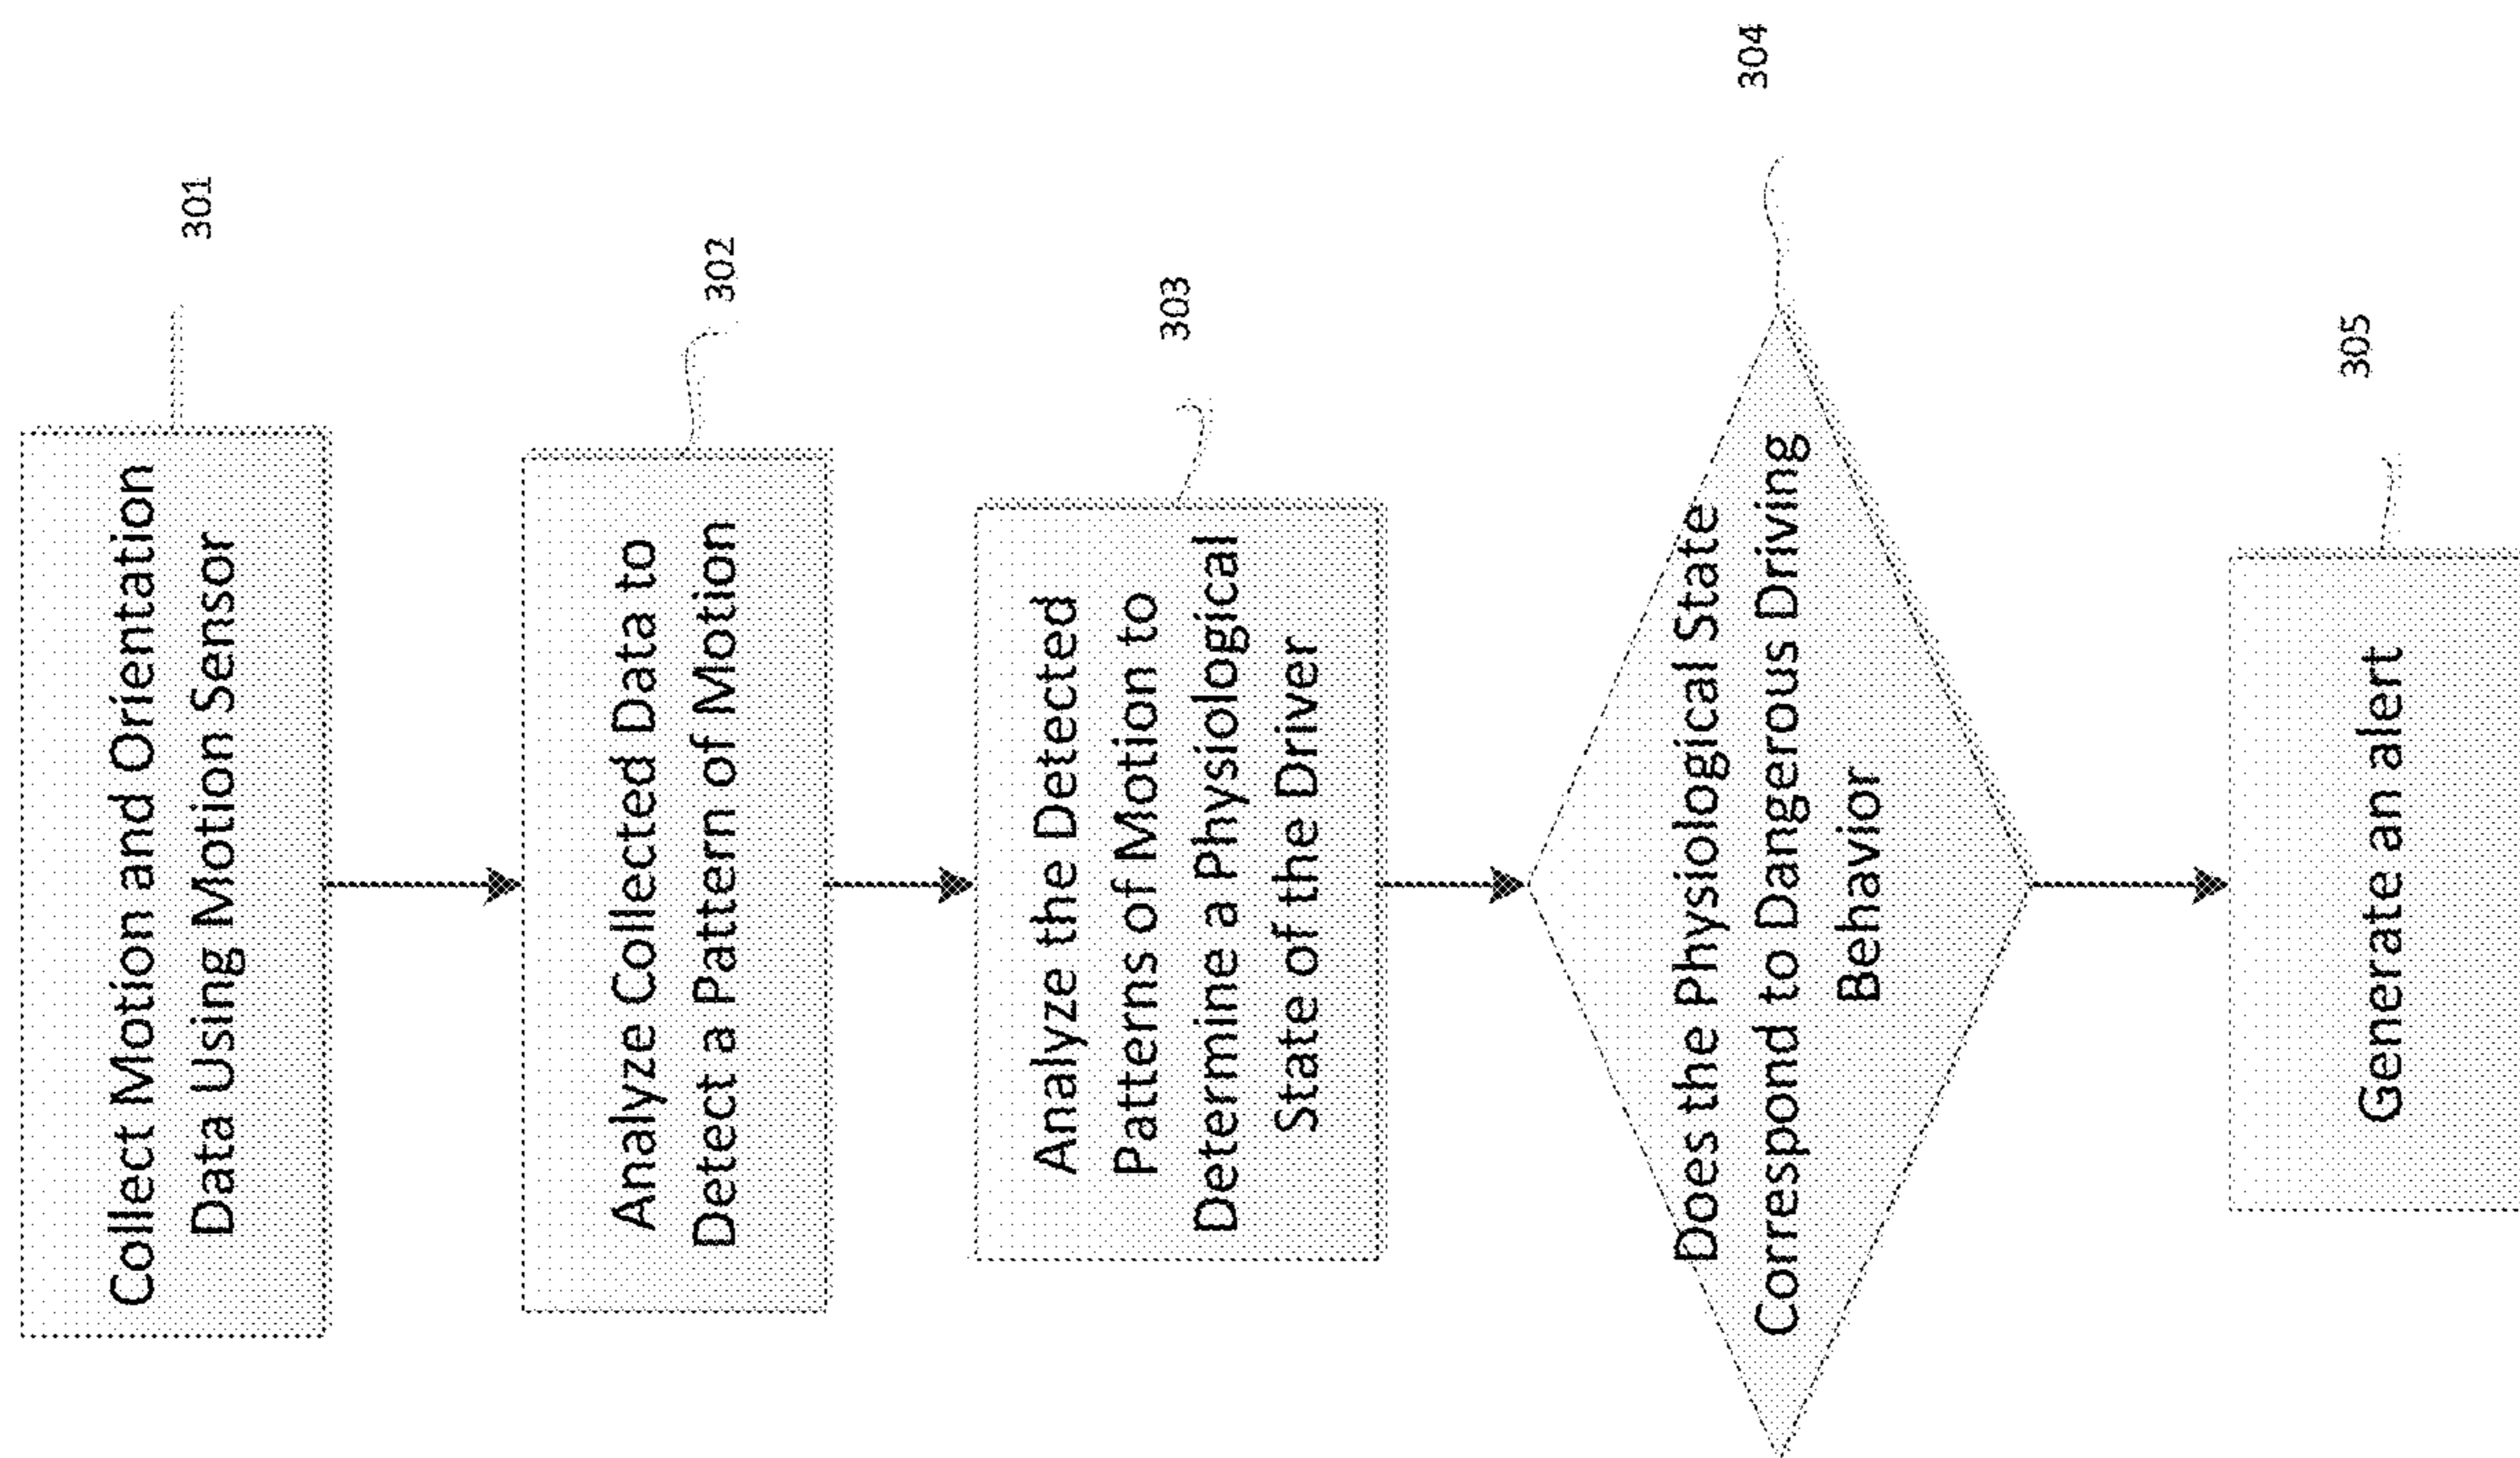 Collect Motion and Orientation
Data Using Motion Sensor
301
Analyze Collected Data to
Detect a Pattern of Motion
302
Analyze the Detected
Patterns of Motion to
Determine a Physiological
State of the Driver
303
Does the Physiological State
Correspond to Dangerous Driving
Behavior
304
Generate an alert
305